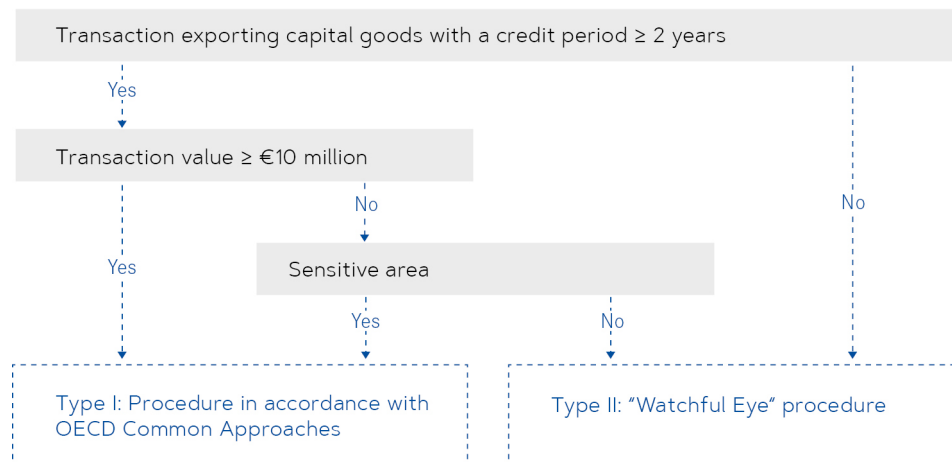 Transaction exporting capital goods with a credit period ≥ 2 years
Yes
Transaction value ≥ €10 million
No
No
Sensitive area
Yes
Yes
No
Type I: Procedure in accordance with
OECD Common Approaches
Type II: “Watchful Eye“ procedure